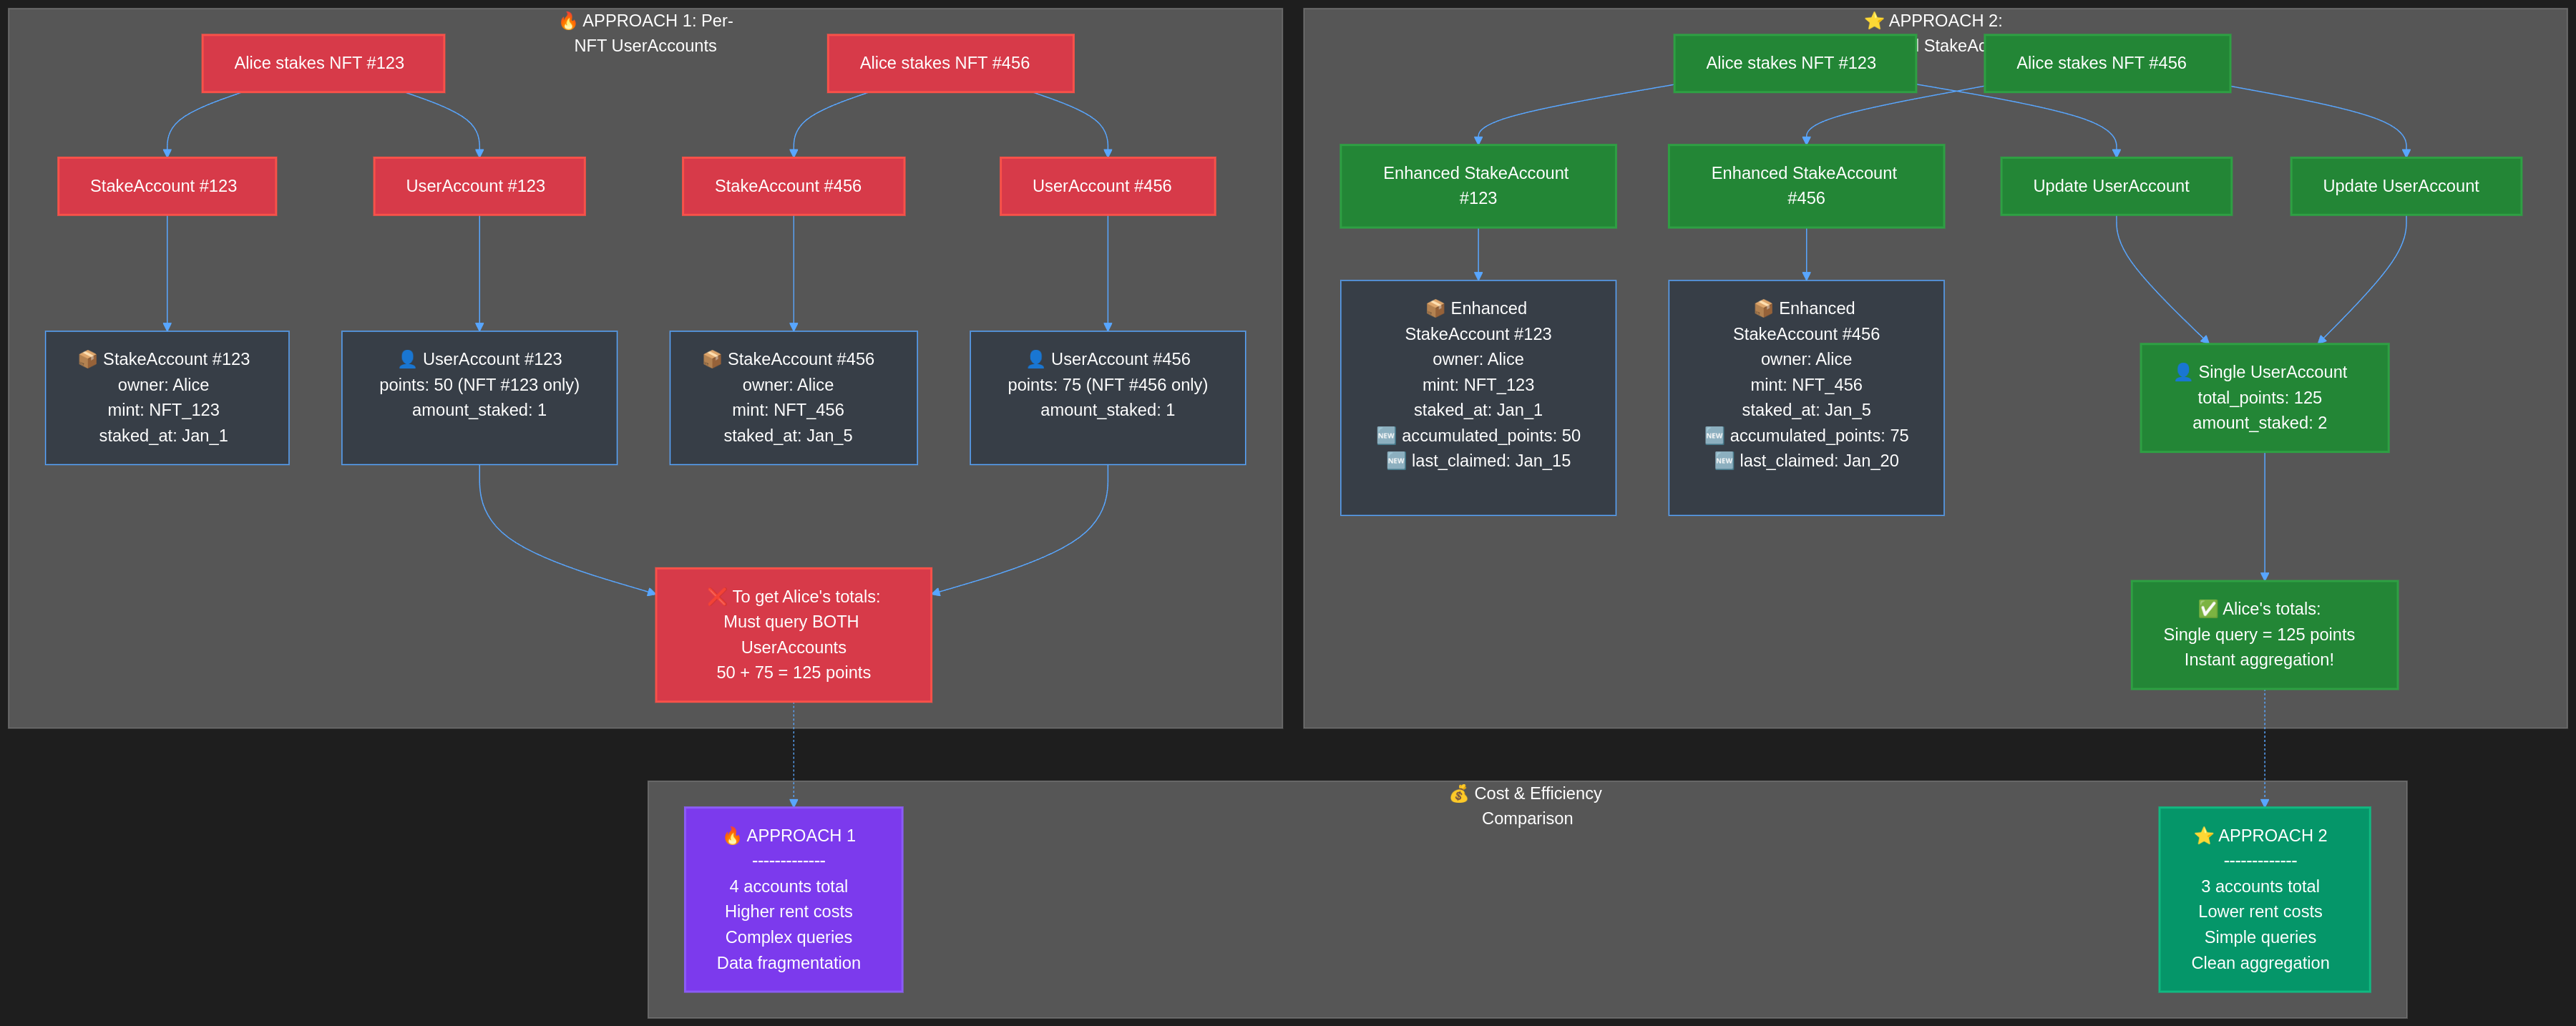 🔥 APPROACH 1: Per-
NFT UserAccounts
Alice stakes NFT #123
Alice stakes NFT #456
StakeAccount #123
UserAccount #123
StakeAccount #456
UserAccount #456
📦 StakeAccount #123
owner: Alice
mint: NFT_123
staked_at: Jan_1
👤 UserAccount #123
points: 50 (NFT #123 only)
amount_staked: 1
📦 StakeAccount #456
owner: Alice
mint: NFT_456
staked_at: Jan_5
👤 UserAccount #456
points: 75 (NFT #456 only)
amount_staked: 1
❌ To get Alice's totals:
Must query BOTH
UserAccounts
50 + 75 = 125 points
⭐ APPROACH 2:
Alice stakes NFT #123
Alice stakes NFT #456
Enhanced StakeAccount
#123
Enhanced StakeAccount
#456
Update UserAccount
Update UserAccount
📦 Enhanced
StakeAccount #123
owner: Alice
mint: NFT_123
staked_at: Jan_1
🆕 accumulated_points: 50
🆕 last_claimed: Jan_15
📦 Enhanced
StakeAccount #456
owner: Alice
mint: NFT_456
staked_at: Jan_5
🆕 accumulated_points: 75
🆕 last_claimed: Jan_20
👤 Single UserAccount
total_points: 125
amount_staked: 2
✅ Alice's totals:
Single query = 125 points
Instant aggregation!
💰 Cost & Efficiency
Comparison
🔥 APPROACH 1
-------------
4 accounts total
Higher rent costs
Complex queries
Data fragmentation
⭐ APPROACH 2
-------------
3 accounts total
Lower rent costs
Simple queries
Clean aggregation